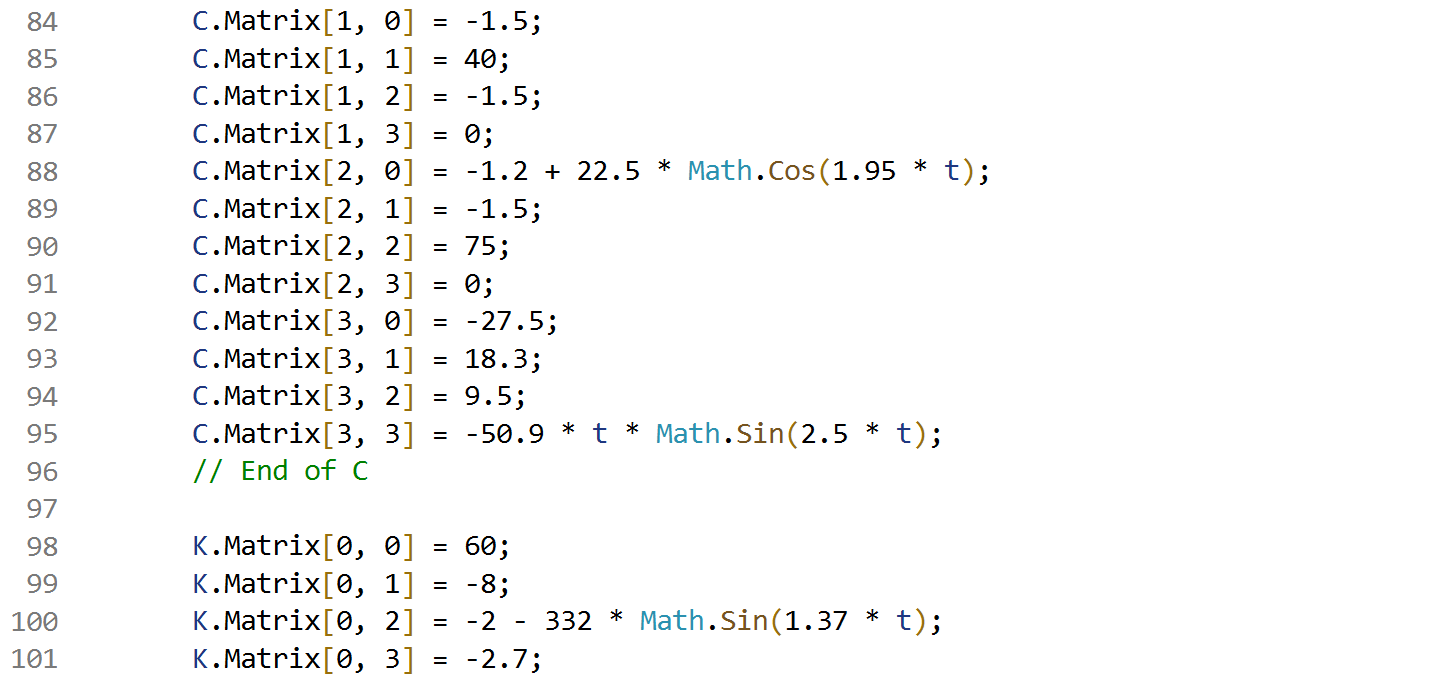 84 C.Matrix[1, 0] = -1.5;
85 C.Matrix[1, 1] = 40;
86 C.Matrix[1, 2] = -1.5;
87 C.Matrix[1, 3] = 0;
88 C.Matrix[2, 0] = -1.2 + 22.5 * Math.Cos(1.95 * t);
89 C.Matrix[2, 1] = -1.5;
90 C.Matrix[2, 2] = 75;
91 C.Matrix[2, 3] = 0;
92 C.Matrix[3, 0] = -27.5;
93 C.Matrix[3, 1] = 18.3;
94 C.Matrix[3, 2] = 9.5;
95 C.Matrix[3, 3] = -50.9 * t * Math.Sin(2.5 * t);
96 // End of C
97
98 K.Matrix[0, 0] = 60;
99 K.Matrix[0, 1] = -8;
100 K.Matrix[0, 2] = -2 - 332 * Math.Sin(1.37 * t);
101 K.Matrix[0, 3] = -2.7;